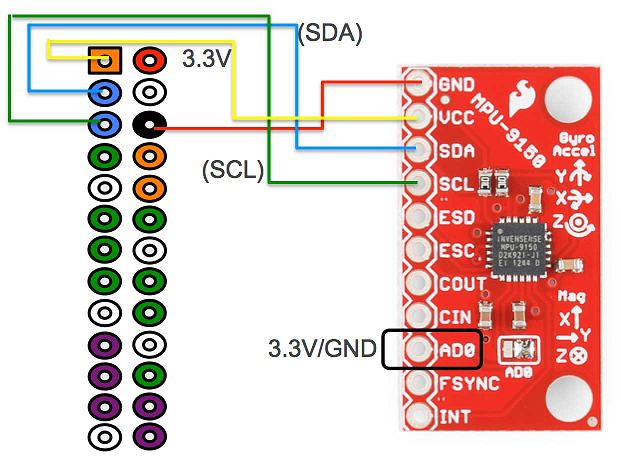 (SDA)
3.3V
(SCL)
3.3V/GND
GND
VCC
SDA
SCL
ESD
ESC
COUT
CIN
AD0
FSYNC
INT
MPU-9150
Gyro
Accel
Y
X
Z
INVENSENSE
MPU-9150
D2K921-J1
E1 1244 D
Mag
X
Y
Z
AD0